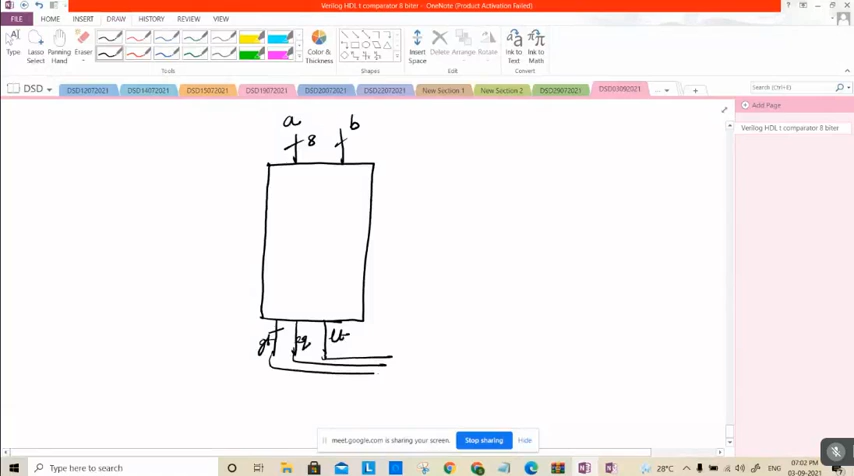 Verilog HDL t comparator 8 biter - OneNote (Product Activation Failed)
FILE HOME INSERT DRAW HISTORY REVIEW VIEW
Type Lasso Select Panning Hand Eraser Color & Thickness Insert Space Delete Arrange Rotate Ink to Text Ink to Math
Tools Shapes Edit Convert
DSD DSD12072021 DSD14072021 DSD15072021 DSD19072021 DSD20072021 DSD22072021 New Section 1 New Section 2 DSD29072021 DSD03092021 ... + Search (Ctrl+E)
Add Page
Verilog HDL t comparator 8 biter
a b
8
gt eq lt
meet.google.com is sharing your screen. Stop sharing Hide
Type here to search
28°C ENG 07:02 PM
03-09-2021